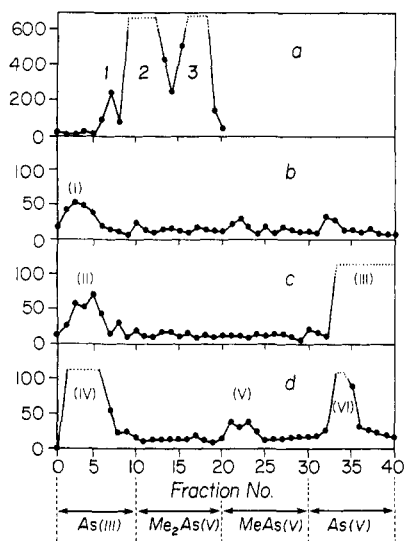 600
400
200
0
1
2
3
a
100
50
0
(I)
b
100
50
0
(II)
c
(III)
100
50
0
(IV)
(V)
d
(VI)
0 5 10 15 20 25 30 35 40
Fraction No.
As(III) Me₂As(V) MeAs(V) As(V)